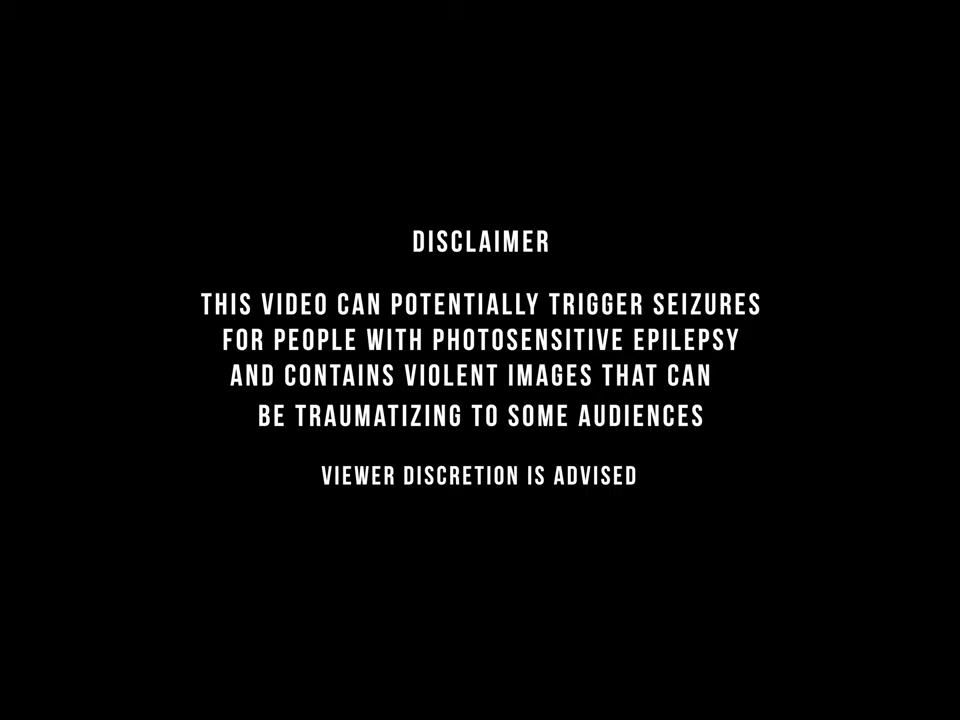 DISCLAIMER
THIS VIDEO CAN POTENTIALLY TRIGGER SEIZURES
FOR PEOPLE WITH PHOTOSENSITIVE EPILEPSY
AND CONTAINS VIOLENT IMAGES THAT CAN
BE TRAUMATIZING TO SOME AUDIENCES
VIEWER DISCRETION IS ADVISED